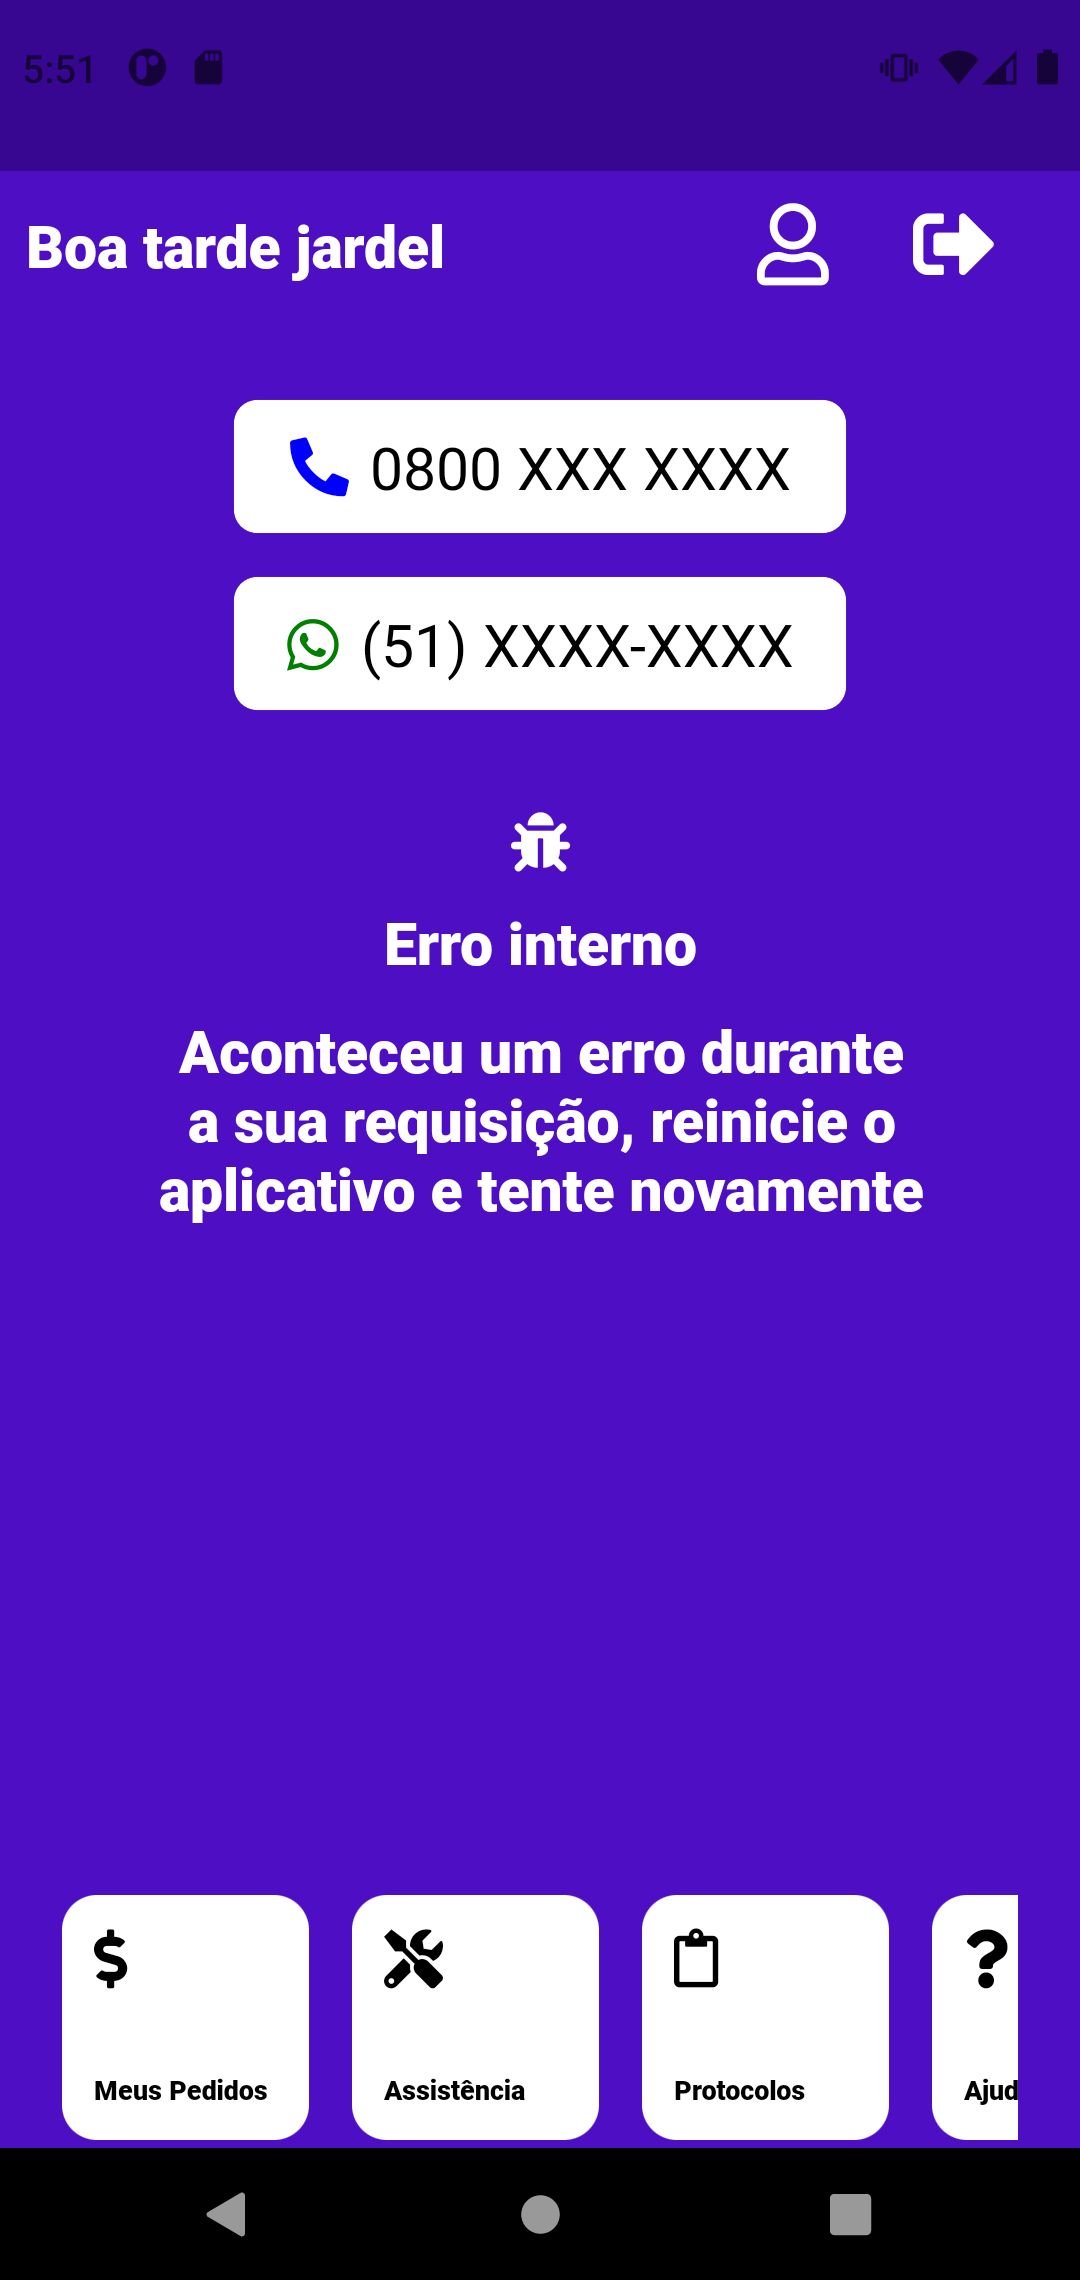 5:51
Boa tarde jardel
0800 XXX XXXX
(51) XXXX-XXXX
Erro interno
Aconteceu um erro durante
a sua requisição, reinicie o
aplicativo e tente novamente
Meus Pedidos
Assistência
Protocolos
Ajud